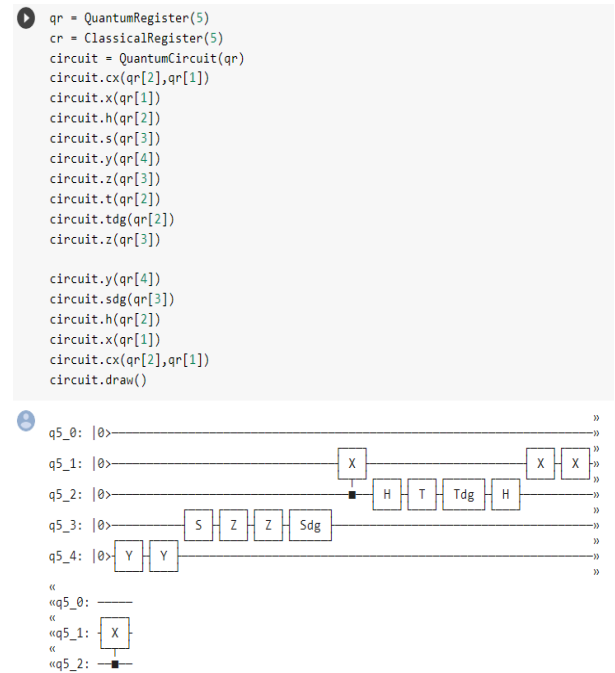 qr = QuantumRegister(5)
cr = ClassicalRegister(5)
circuit = QuantumCircuit(qr)
circuit.cx(qr[2],qr[1])
circuit.x(qr[1])
circuit.h(qr[2])
circuit.s(qr[3])
circuit.y(qr[4])
circuit.z(qr[3])
circuit.t(qr[2])
circuit.tdg(qr[2])
circuit.z(qr[3])
circuit.y(qr[4])
circuit.sdg(qr[3])
circuit.h(qr[2])
circuit.x(qr[1])
circuit.cx(qr[2],qr[1])
circuit.draw()
»
q5_0: |0> »
»
q5_1: |0> X X X »
»
q5_2: |0> H T Tdg H »
»
q5_3: |0> S Z Z Sdg »
»
q5_4: |0> Y Y »
»
«
«q5_0:
«
«q5_1: X
«
«q5_2: